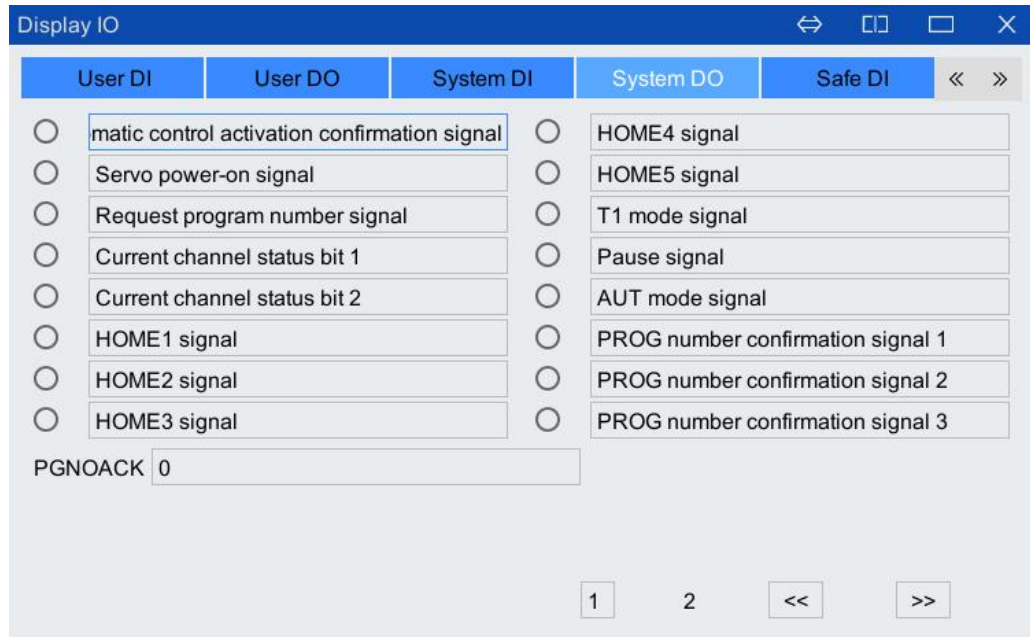 Display IO
User DI User DO System DI System DO Safe DI « »
matic control activation confirmation signal HOME4 signal
Servo power-on signal HOME5 signal
Request program number signal T1 mode signal
Current channel status bit 1 Pause signal
Current channel status bit 2 AUT mode signal
HOME1 signal PROG number confirmation signal 1
HOME2 signal PROG number confirmation signal 2
HOME3 signal PROG number confirmation signal 3
PGNOACK 0
1 2 << >>